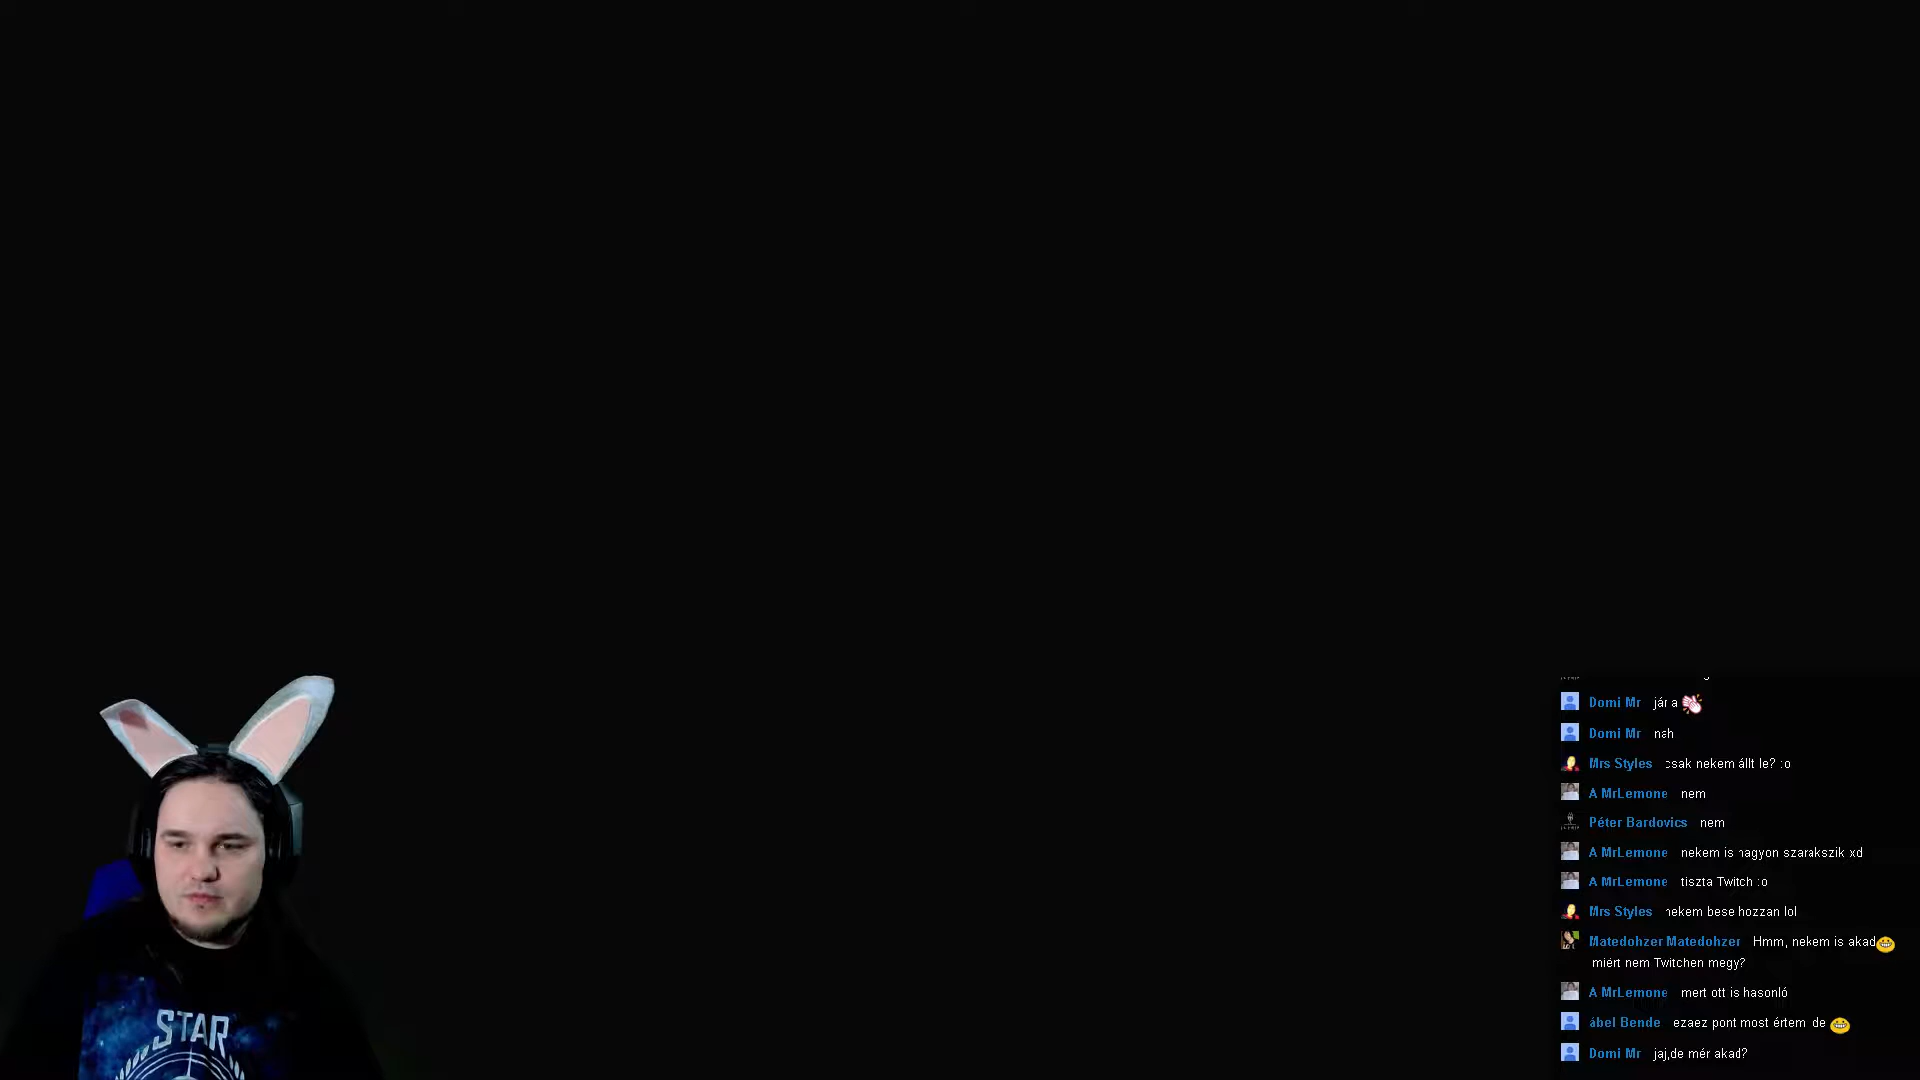 Domi Mr jár a
Domi Mr nah
Mrs Styles csak nekem állt le? :o
A MrLemone nem
Péter Bardovics nem
A MrLemone nekem is nagyon szarakszik xd
A MrLemone tiszta Twitch :o
Mrs Styles nekem bese hozzan lol
Matedohzer Matedohzer Hmm, nekem is akad
miért nem Twitchen megy?
A MrLemone mert ott is hasonló
ábel Bende ezaez pont most értem de
Domi Mr jaj,de mér akad?
STAR